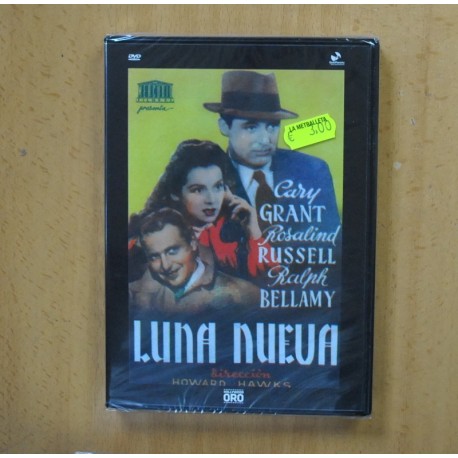 DVD
presenta
LA METRALLETA
€ 3,00
Cary
GRANT
Rosalind
RUSSELL
Ralph
BELLAMY
LUNA NUEVA
Dirección
HOWARD HAWKS
ORO